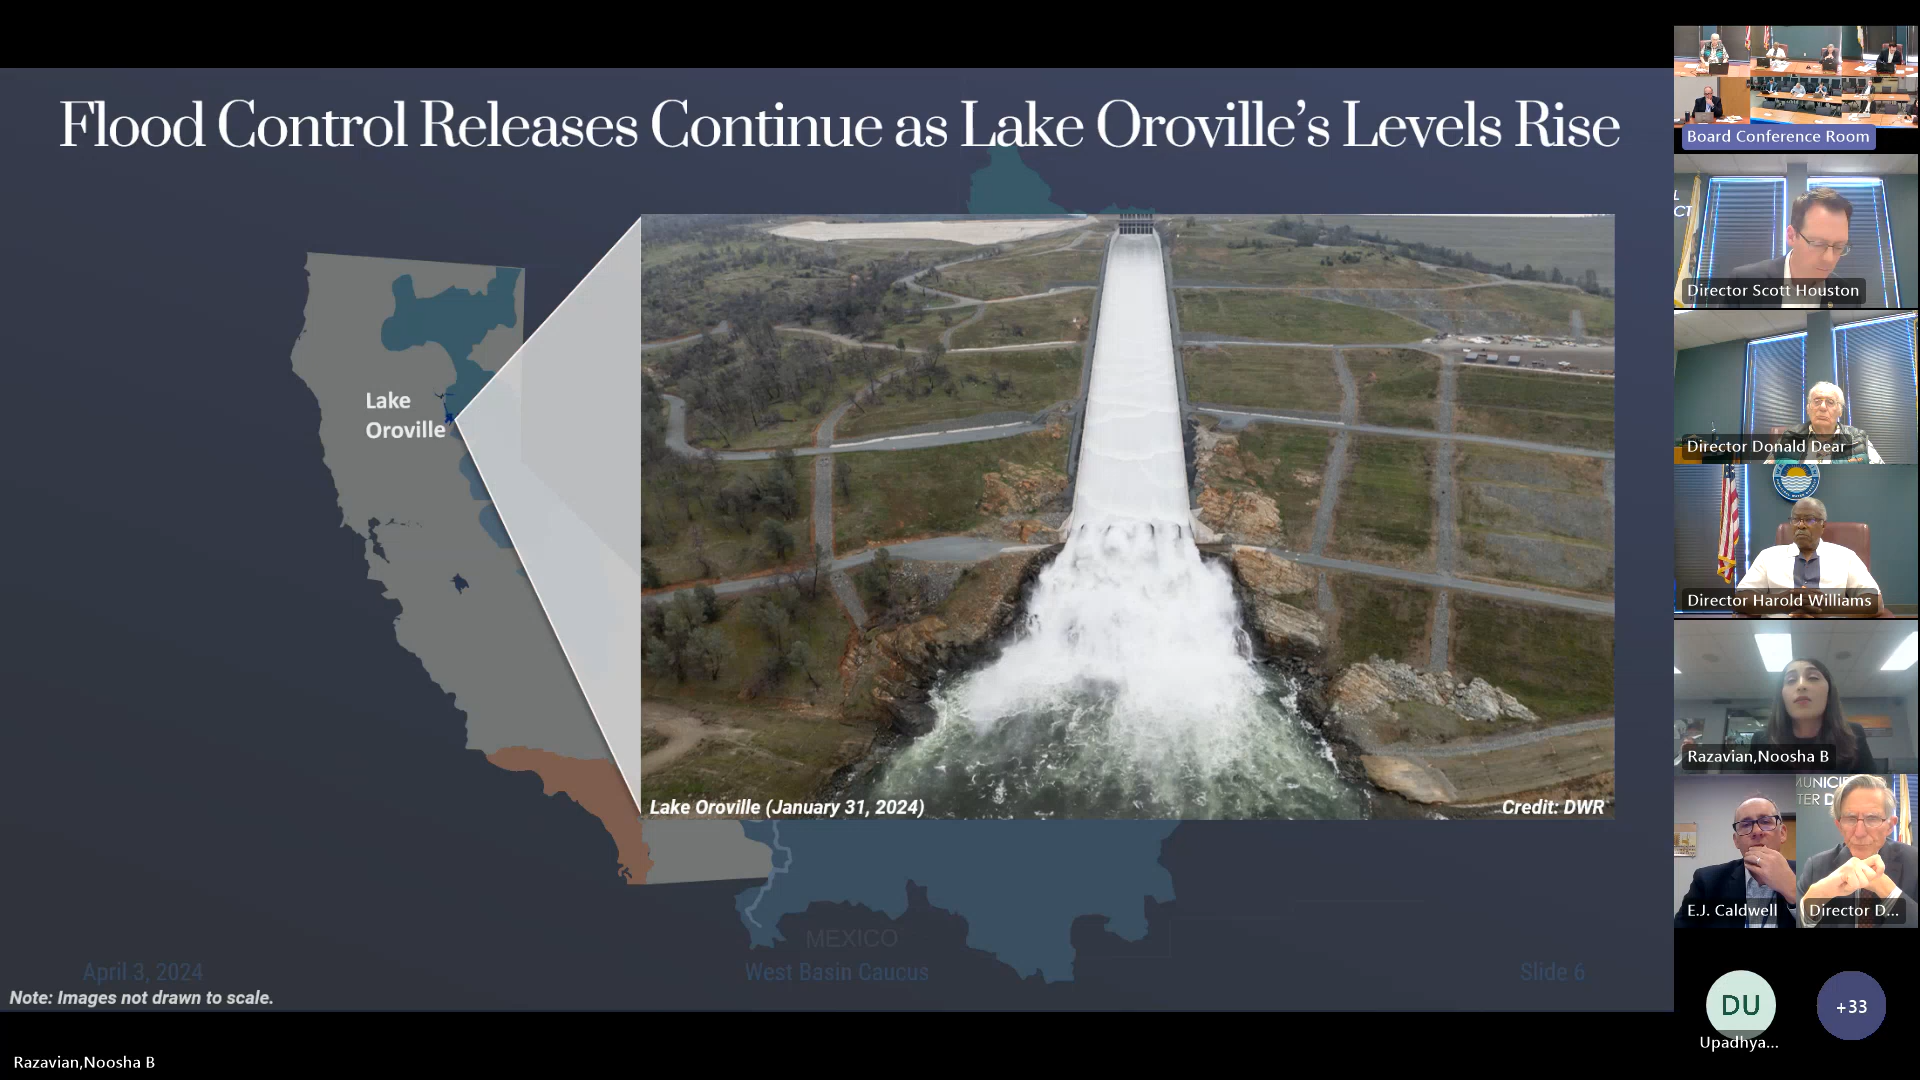 Flood Control Releases Continue as Lake Oroville's Levels Rise
Lake
Oroville
Lake Oroville (January 31, 2024)
Credit: DWR
MEXICO
April 3, 2024
West Basin Caucus
Slide 6
Note: Images not drawn to scale.
Razavian,Noosha B
Board Conference Room
Director Scott Houston
Director Donald Dear
Director Harold Williams
Razavian,Noosha B
MUNICI
TER D
E.J. Caldwell
Director D...
DU
+33
Upadhya...